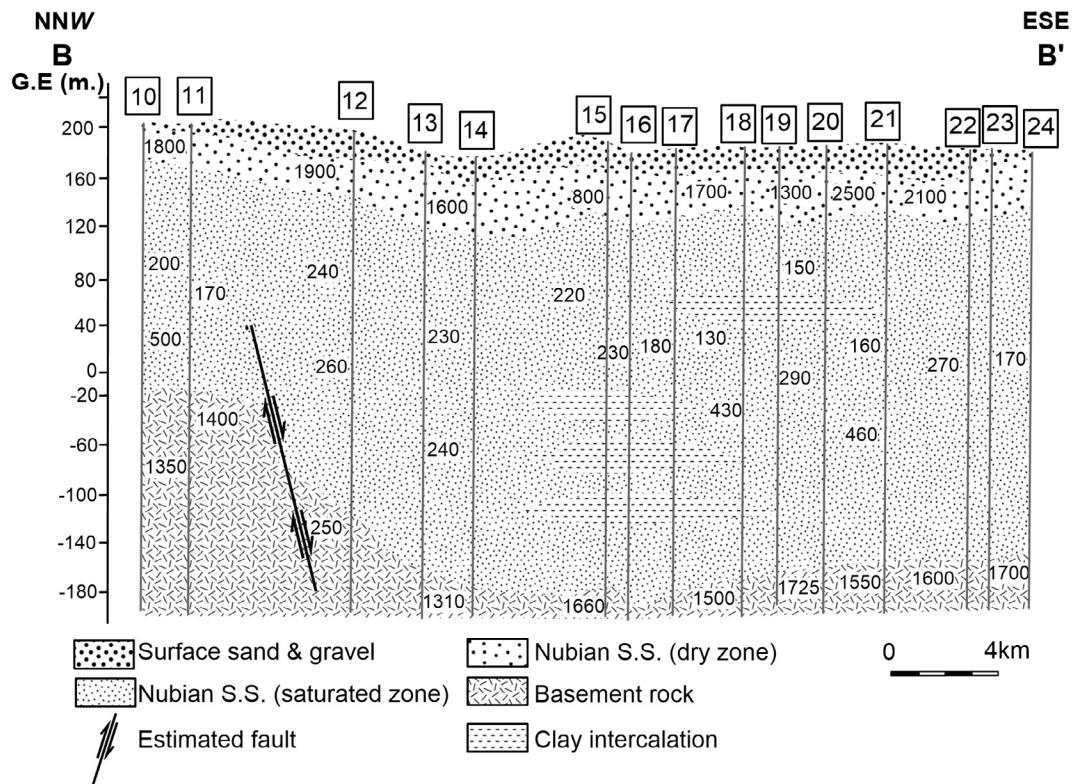 NNW ESE
B B'
G.E (m.)
10 11 12 13 14 15 16 17 18 19 20 21 22 23 24
200
1800
160 1900 1600 800 1700 1300 2500 2100
120
200 240 150
80 170 220
40
500 230 130 160
0 260 230 180 290 270 170
-20
1400 430
-60 1350 240 460
-100
250
-140
-180 1310 1660 1500 1725 1550 1600 1700
Surface sand & gravel Nubian S.S. (dry zone) 0 4km
Nubian S.S. (saturated zone) Basement rock
Estimated fault Clay intercalation